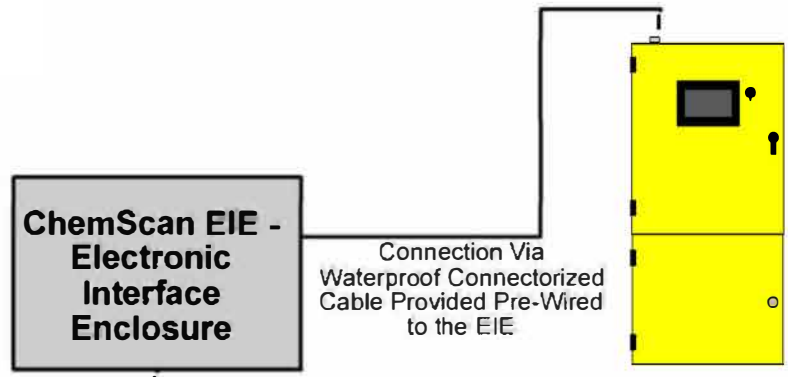 ChemScan EIE -
Electronic
Interface
Enclosure
Connection Via
Waterproof Connectorized
Cable Provided Pre-Wired
to the EIE